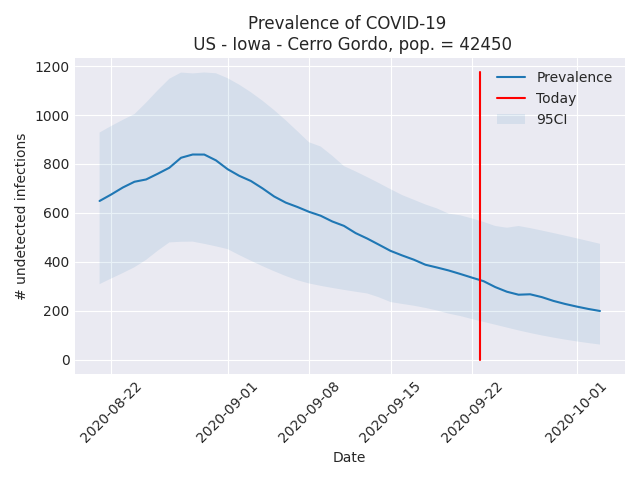 Prevalence of COVID-19
US - Iowa - Cerro Gordo, pop. = 42450
1200
1000
800
600
400
200
0
# undetected infections
Prevalence
Today
95CI
2020-08-22
2020-09-01
2020-09-08
2020-09-15
2020-09-22
2020-10-01
Date